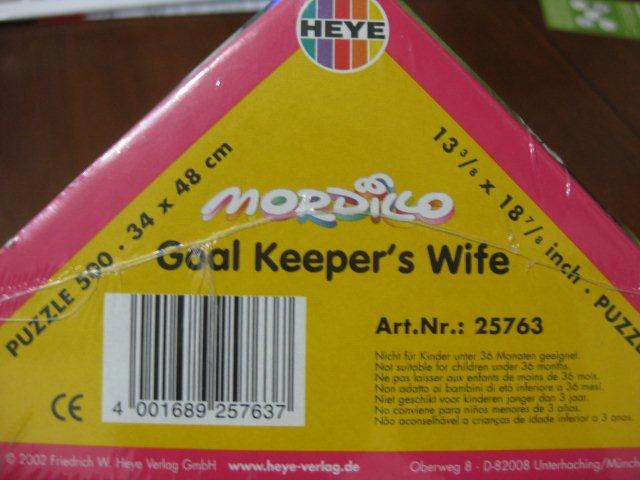 HEYE
PUZZLE 500 · 34 x 48 cm
13 3/8 x 18 7/8 inch · PUZZLE
MORDILLO
Goal Keeper's Wife
Art.Nr.: 25763
Nicht für Kinder unter 36 Monaten geeignet.
Not suitable for children under 36 months.
Ne pas laisser aux enfants de moins de 36 mois.
Non adatto ai bambini di etá inferiore a 36 mesi.
Niet geschikt voor kinderen jonger dan 3 jaar.
No conviene para niños menores de 3 años.
Não aconselhável a crianças de idade inferior a 3 anos.
CE
4 001689 257637
© 2002 Friedrich W. Heye Verlag GmbH www.heye-verlag.de Oberweg 8 - D-82008 Unterhaching/Münch